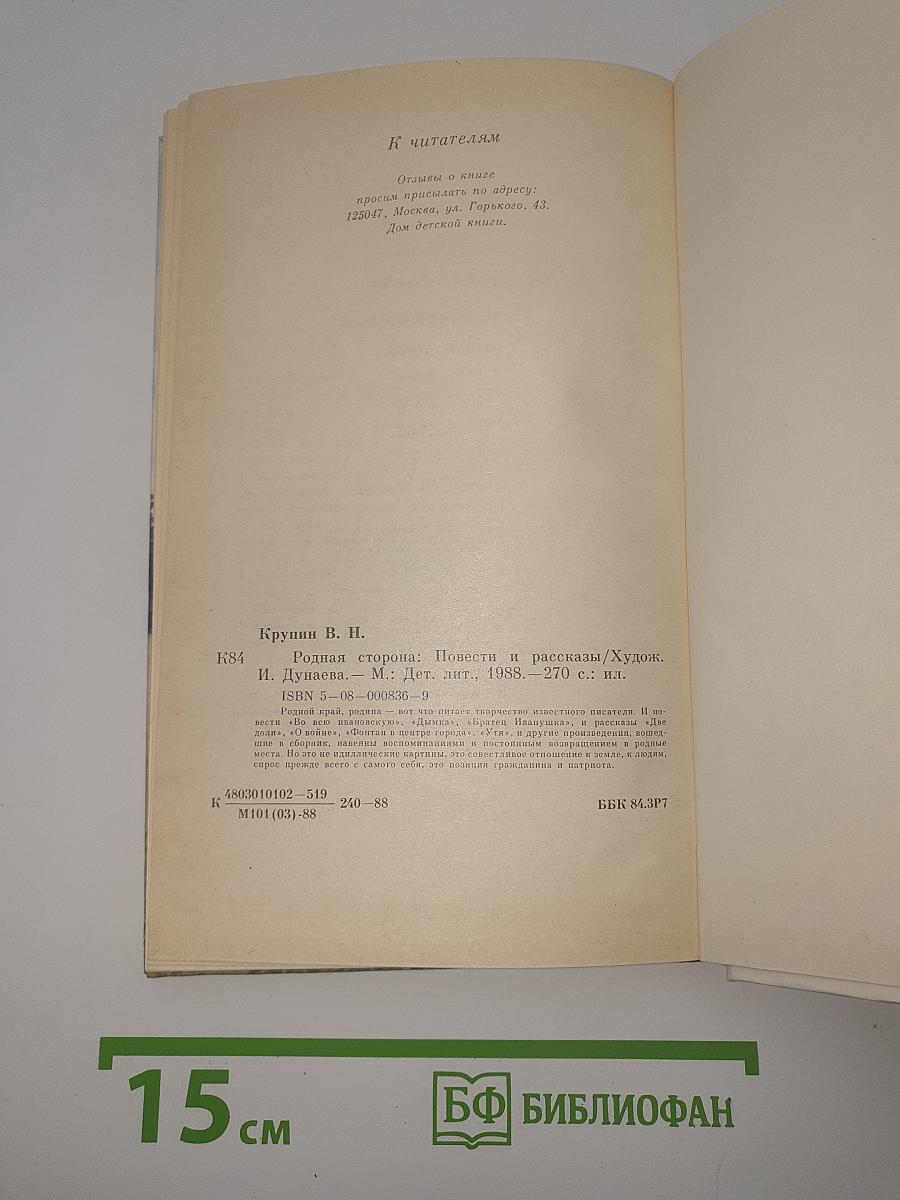 К читателям
Отзывы о книге
просим присылать по адресу:
125047, Москва, ул. Горького, 43.
Дом детской книги.
Крупин В. Н.
К84 Родная сторона: Повести и рассказы/Худож.
И. Дунаева.— М.: Дет. лит., 1988.—270 с.: ил.
ISBN 5—08—000836—9
Родной край, родина — вот что питает творчество известного писателя. И по-
вести «Во всю ивановскую», «Дымка», «Братец Иванушка», и рассказы «Две
доли», «О войне», «Фонтан в центре города», «Утя», и другие произведения, вошед-
шие в сборник, навеяны воспоминаниями и постоянным возвращением в родные
места. Но это не идиллические картины, это совестливое отношение к земле, к людям,
спрос прежде всего с самого себя, это позиция гражданина и патриота.
К 4803010102—519 240—88 ББК 84.3Р7
М101(03)-88
15 см БФ БИБЛИОФАН